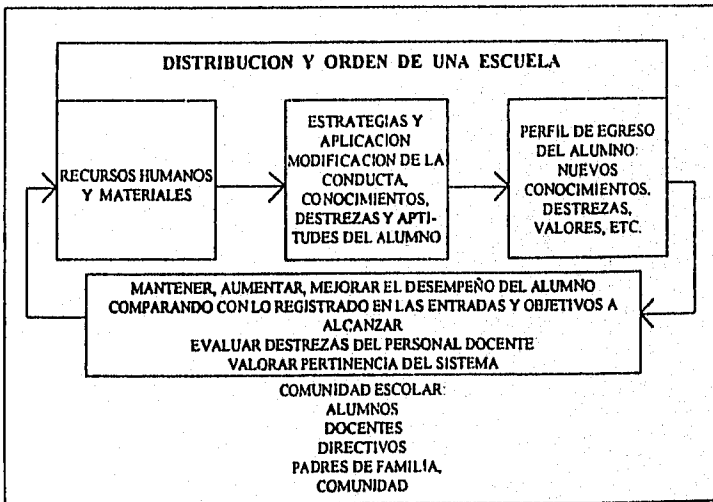 DISTRIBUCION Y ORDEN DE UNA ESCUELA
RECURSOS HUMANOS
Y MATERIALES
ESTRATEGIAS Y
APLICACION
MODIFICACION DE LA
CONDUCTA,
CONOCIMIENTOS,
DESTREZAS Y APTI-
TUDES DEL ALUMNO
PERFIL DE EGRESO
DEL ALUMNO:
NUEVOS
CONOCIMIENTOS,
DESTREZAS,
VALORES, ETC.
MANTENER, AUMENTAR, MEJORAR EL DESEMPEÑO DEL ALUMNO
COMPARANDO CON LO REGISTRADO EN LAS ENTRADAS Y OBJETIVOS A
ALCANZAR
EVALUAR DESTREZAS DEL PERSONAL DOCENTE
VALORAR PERTINENCIA DEL SISTEMA
COMUNIDAD ESCOLAR:
ALUMNOS
DOCENTES
DIRECTIVOS
PADRES DE FAMILIA,
COMUNIDAD